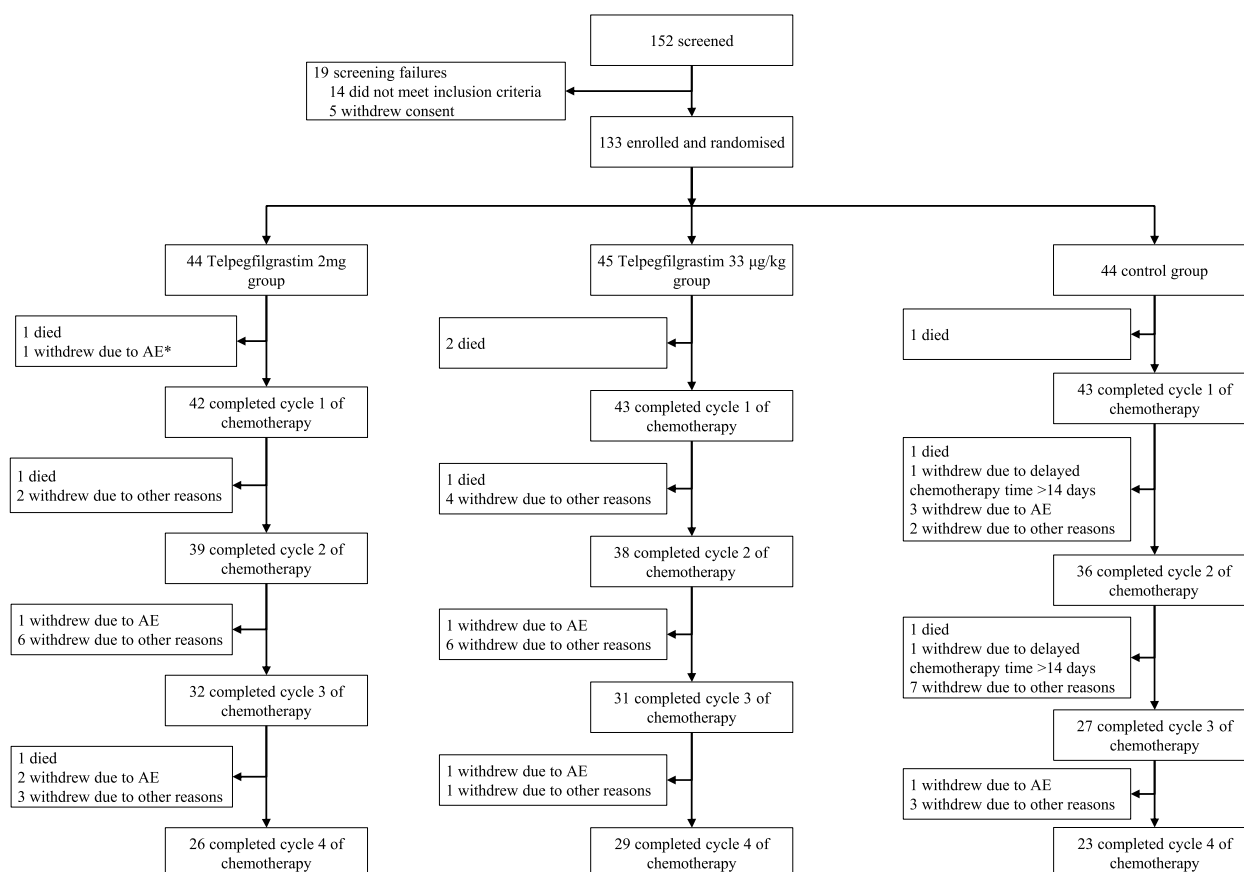 152 screened
19 screening failures
14 did not meet inclusion criteria
5 withdrew consent
133 enrolled and randomised
44 Telpegfilgrastim 2mg
group
45 Telpegfilgrastim 33 μg/kg
group
44 control group
1 died
1 withdrew due to AE*
2 died
1 died
42 completed cycle 1 of
chemotherapy
43 completed cycle 1 of
chemotherapy
43 completed cycle 1 of
chemotherapy
1 died
2 withdrew due to other reasons
1 died
4 withdrew due to other reasons
1 died
1 withdrew due to delayed
chemotherapy time >14 days
3 withdrew due to AE
2 withdrew due to other reasons
39 completed cycle 2 of
chemotherapy
38 completed cycle 2 of
chemotherapy
36 completed cycle 2 of
chemotherapy
1 withdrew due to AE
6 withdrew due to other reasons
1 withdrew due to AE
6 withdrew due to other reasons
1 died
1 withdrew due to delayed
chemotherapy time >14 days
7 withdrew due to other reasons
32 completed cycle 3 of
chemotherapy
31 completed cycle 3 of
chemotherapy
27 completed cycle 3 of
chemotherapy
1 died
2 withdrew due to AE
3 withdrew due to other reasons
1 withdrew due to AE
1 withdrew due to other reasons
1 withdrew due to AE
3 withdrew due to other reasons
26 completed cycle 4 of
chemotherapy
29 completed cycle 4 of
chemotherapy
23 completed cycle 4 of
chemotherapy